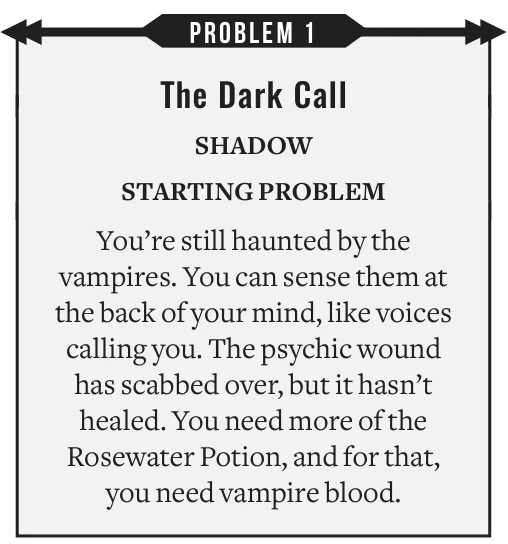 PROBLEM 1
The Dark Call
SHADOW
STARTING PROBLEM
You’re still haunted by the
vampires. You can sense them at
the back of your mind, like voices
calling you. The psychic wound
has scabbed over, but it hasn’t
healed. You need more of the
Rosewater Potion, and for that,
you need vampire blood.